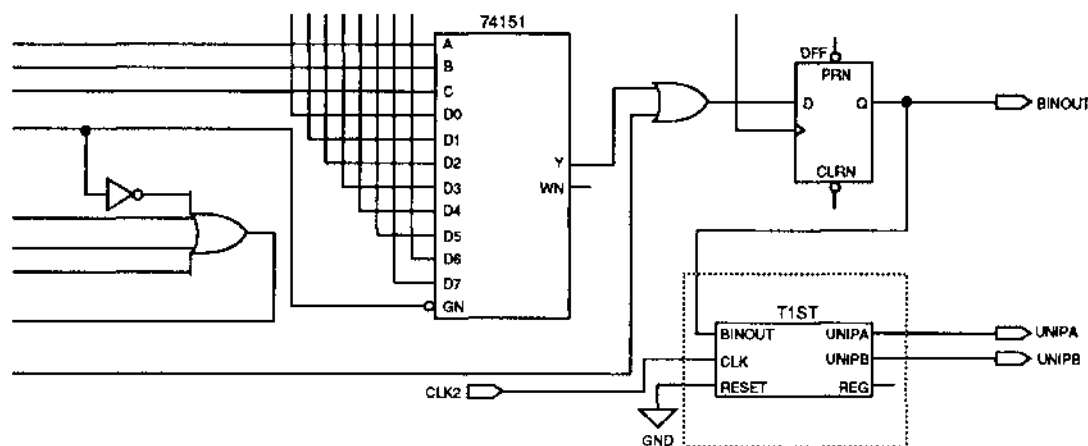 74151
A
B
C
D0
D1
D2
D3
D4
D5
D6
D7
GN
Y
WN
DFF
PRN
D
Q
CLRN
BINOUT
T1ST
BINOUT
UNIPA
CLK
UNIPB
RESET
REG
UNIPA
UNIPB
CLK2
GND